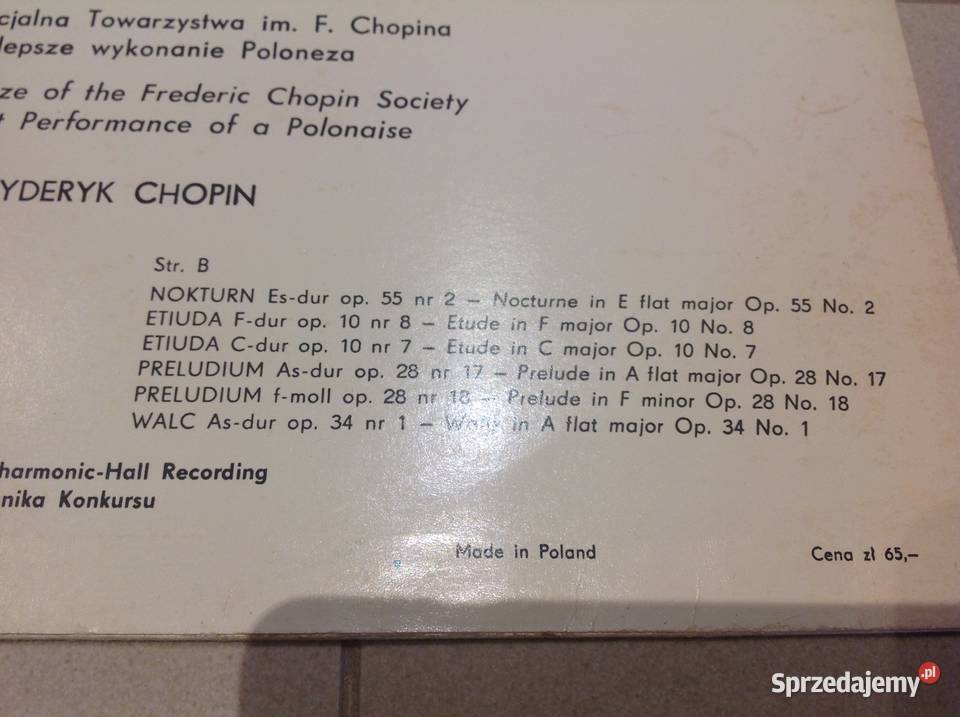 cjalna Towarzystwa im. F. Chopina
lepsze wykonanie Poloneza
ze of the Frederic Chopin Society
t Performance of a Polonaise
YDERYK CHOPIN
Str. B
NOKTURN Es-dur op. 55 nr 2 – Nocturne in E flat major Op. 55 No. 2
ETIUDA F-dur op. 10 nr 8 – Etude in F major Op. 10 No. 8
ETIUDA C-dur op. 10 nr 7 – Etude in C major Op. 10 No. 7
PRELUDIUM As-dur op. 28 nr 17 – Prelude in A flat major Op. 28 No. 17
PRELUDIUM f-moll op. 28 nr 18 – Prelude in F minor Op. 28 No. 18
WALC As-dur op. 34 nr 1 – Waltz in A flat major Op. 34 No. 1
harmonic-Hall Recording
nika Konkursu
Made in Poland
Cena zł 65,–
Sprzedajemy.pl